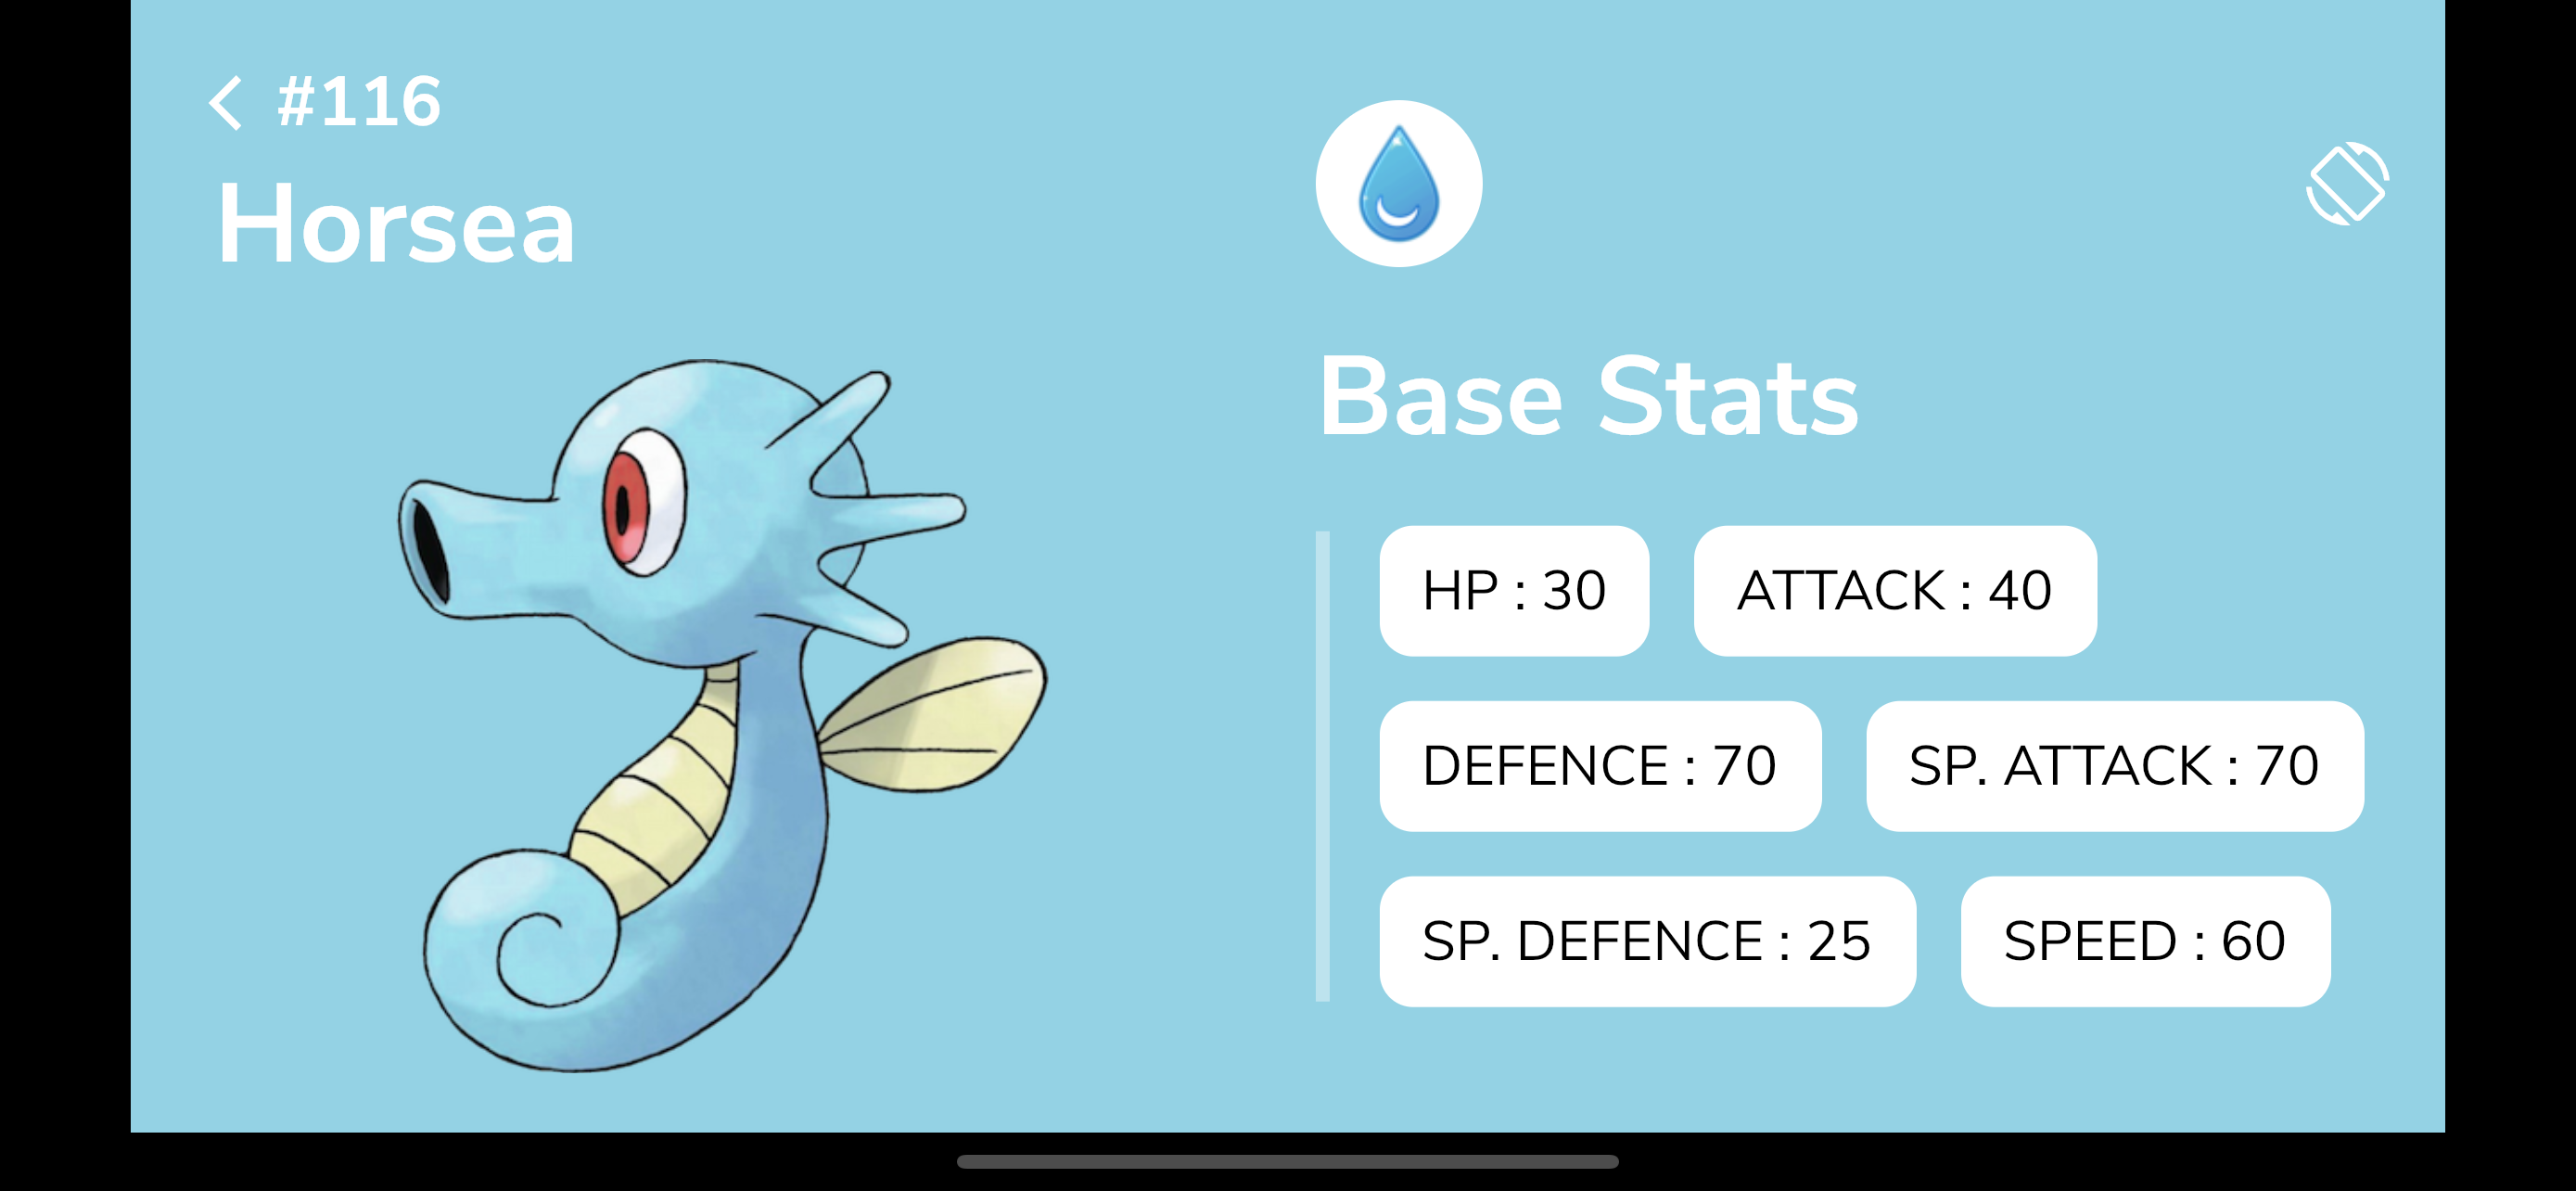 #116
Horsea
Base Stats
HP : 30
ATTACK : 40
DEFENCE : 70
SP. ATTACK : 70
SP. DEFENCE : 25
SPEED : 60